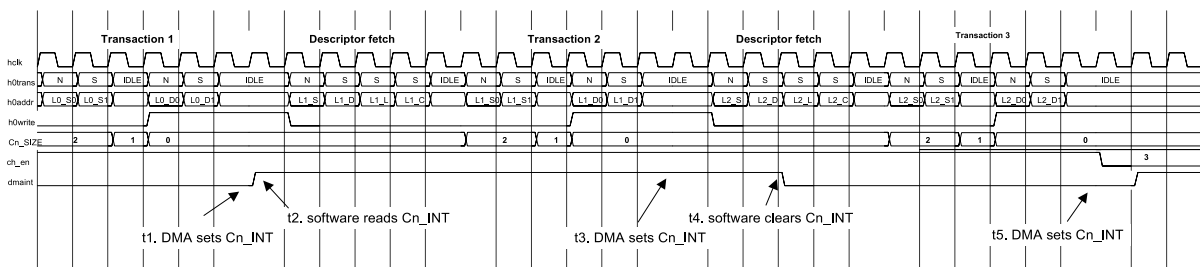 Transaction 1 Descriptor fetch Transaction 2 Descriptor fetch Transaction 3
hclk
h0trans N S IDLE N S IDLE N S S S IDLE N S IDLE N S IDLE N S S S IDLE N S IDLE N S IDLE
h0addr L0_S0 L0_S1 L0_D0 L0_D1 L1_S L1_D L1_L L1_C L1_S0 L1_S1 L1_D0 L1_D1 L2_S L2_D L2_L L2_C L2_S0 L2_S1 L2_D0 L2_D1
h0write
Cn_SIZE 2 1 0 2 1 0 2 1 0
ch_en 3
dmaint
t2. software reads Cn_INT t4. software clears Cn_INT
t1. DMA sets Cn_INT t3. DMA sets Cn_INT t5. DMA sets Cn_INT